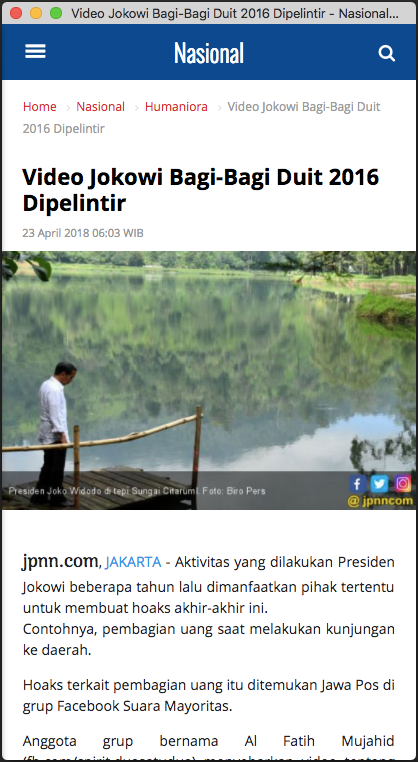 Video Jokowi Bagi-Bagi Duit 2016 Dipelintir - Nasional...
Nasional
Home › Nasional › Humaniora › Video Jokowi Bagi-Bagi Duit
2016 Dipelintir
Video Jokowi Bagi-Bagi Duit 2016
Dipelintir
23 April 2018 06:03 WIB
Presiden Joko Widodo di tepi Sungai Citarum. Foto: Biro Pers
@ jpnncom
jpnn.com, JAKARTA - Aktivitas yang dilakukan Presiden
Jokowi beberapa tahun lalu dimanfaatkan pihak tertentu
untuk membuat hoaks akhir-akhir ini.
Contohnya, pembagian uang saat melakukan kunjungan
ke daerah.
Hoaks terkait pembagian uang itu ditemukan Jawa Pos di
grup Facebook Suara Mayoritas.
Anggota grup bernama Al Fatih Mujahid